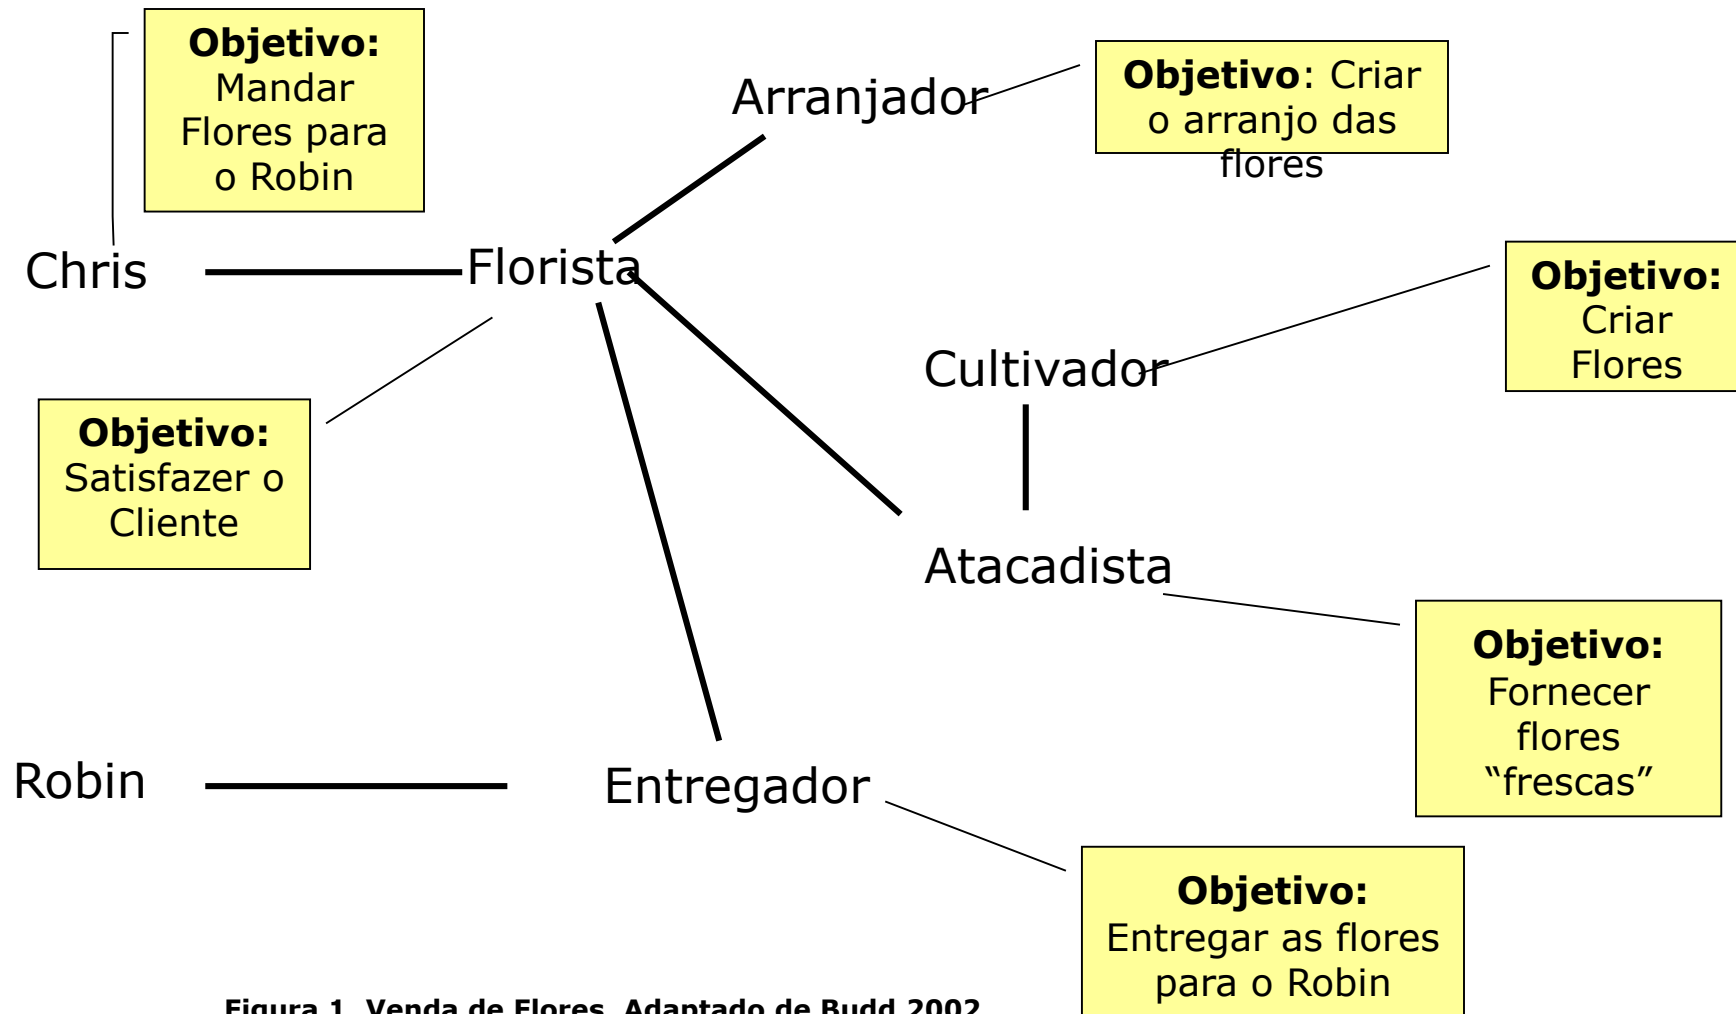 Objetivo:
Mandar
Flores para
o Robin
Arranjador
Objetivo: Criar
o arranjo das
flores
Chris
Florista
Objetivo:
Criar
Flores
Cultivador
Objetivo:
Satisfazer o
Cliente
Atacadista
Objetivo:
Fornecer
flores
“frescas”
Robin
Entregador
Objetivo:
Entregar as flores
para o Robin
Figura 1. Venda de Flores. Adaptado de Budd 2002